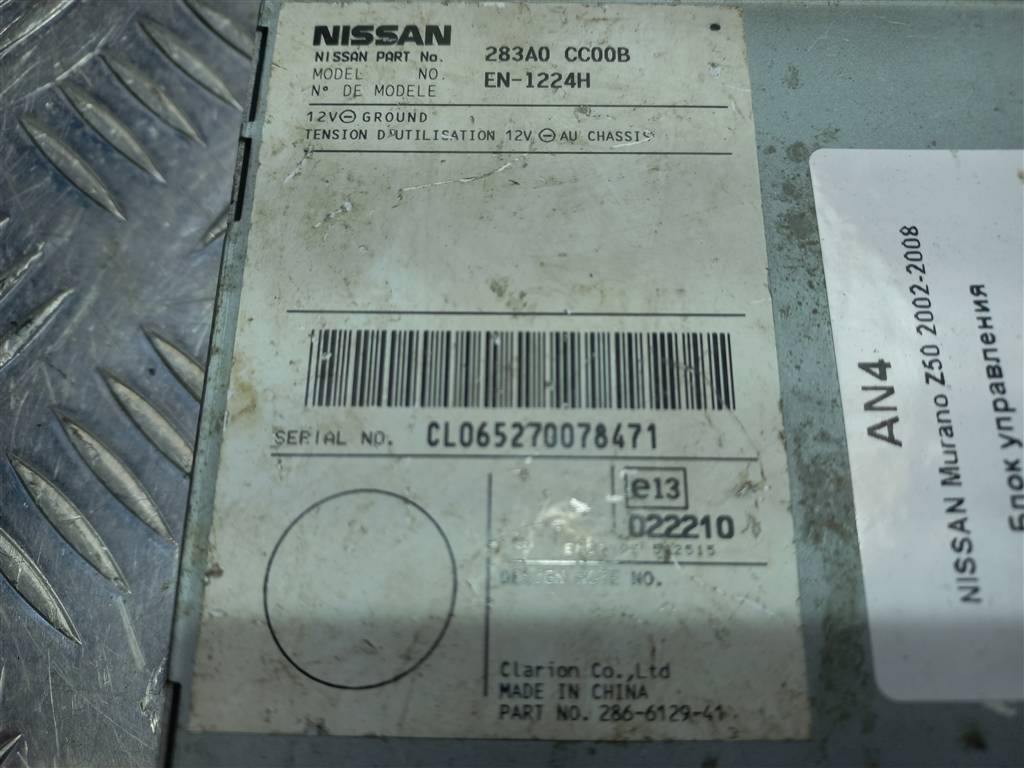 NISSAN
NISSAN PART No. 283A0 CC00B
MODEL NO. EN-1224H
N° DE MODELE
12V⊖GROUND
TENSION D'UTILISATION 12V ⊖ AU CHASSIS
SERIAL NO. CL065270078471
e13
022210
NO.
Clarion Co.,Ltd
MADE IN CHINA
PART NO. 286-6129-41
AN4
NISSAN Murano Z50 2002-2008
Блок управления